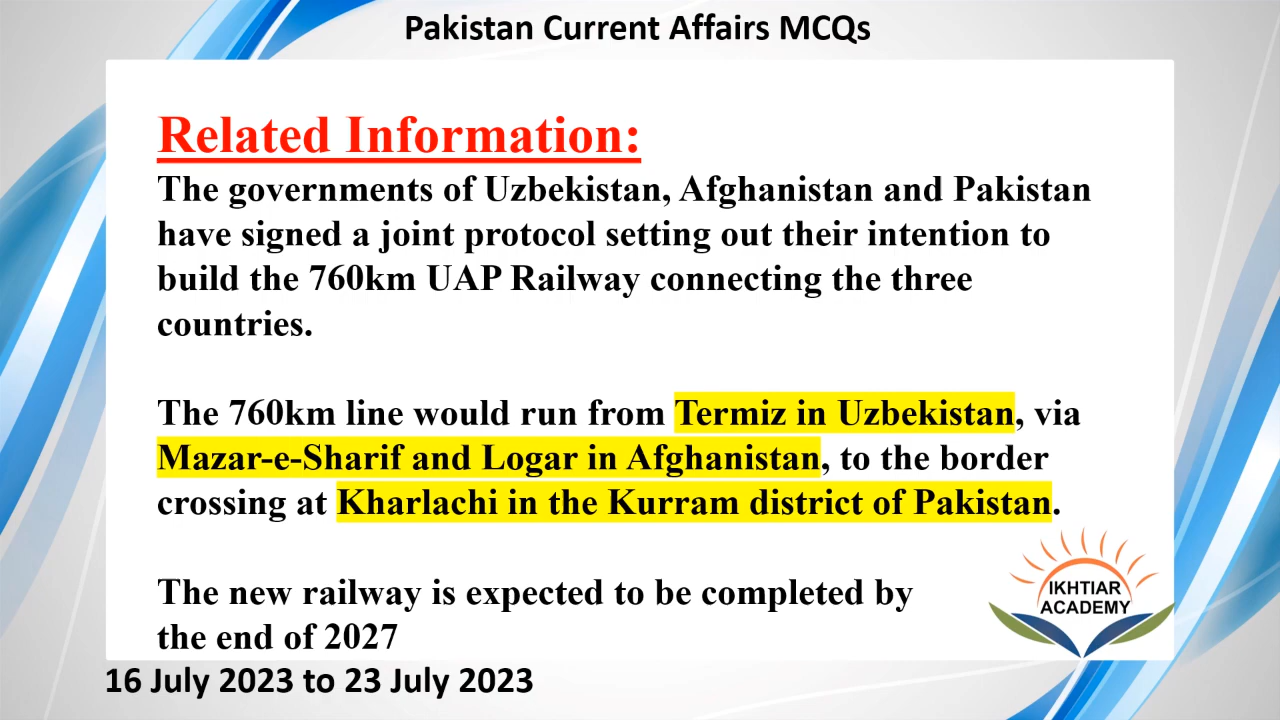 Pakistan Current Affairs MCQs
Related Information:
The governments of Uzbekistan, Afghanistan and Pakistan
have signed a joint protocol setting out their intention to
build the 760km UAP Railway connecting the three
countries.
The 760km line would run from Termiz in Uzbekistan, via
Mazar-e-Sharif and Logar in Afghanistan, to the border
crossing at Kharlachi in the Kurram district of Pakistan.
The new railway is expected to be completed by
the end of 2027
IKHTIAR
ACADEMY
16 July 2023 to 23 July 2023